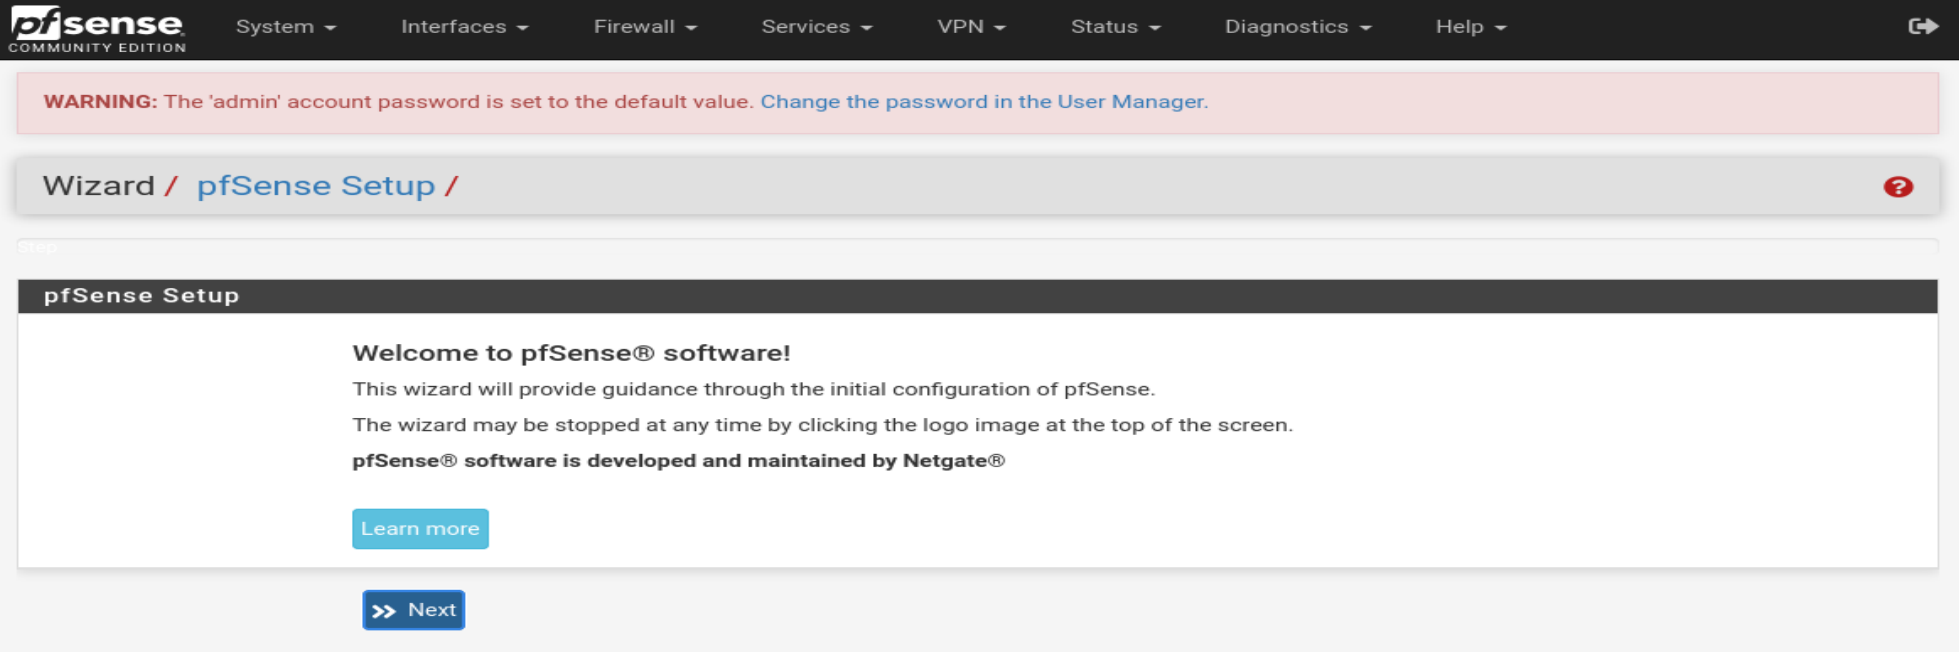 pfsense
COMMUNITY EDITION
System Interfaces Firewall Services VPN Status Diagnostics Help
WARNING: The 'admin' account password is set to the default value. Change the password in the User Manager.
Wizard / pfSense Setup /
Step
pfSense Setup
Welcome to pfSense® software!
This wizard will provide guidance through the initial configuration of pfSense.
The wizard may be stopped at any time by clicking the logo image at the top of the screen.
pfSense® software is developed and maintained by Netgate®
Learn more
» Next